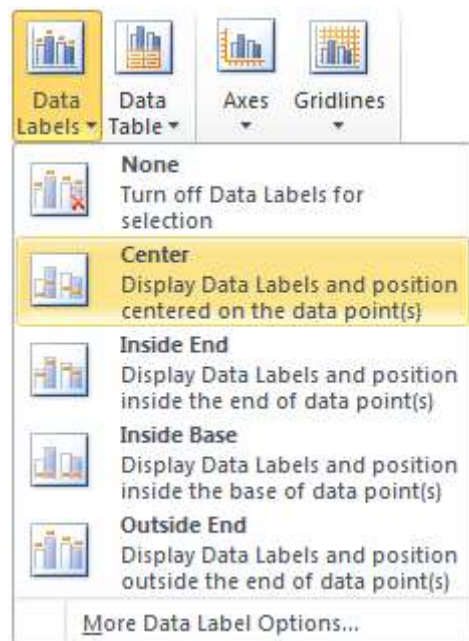 Data Data Axes Gridlines
Labels Table
None
Turn off Data Labels for
selection
Center
Display Data Labels and position
centered on the data point(s)
Inside End
Display Data Labels and position
inside the end of data point(s)
Inside Base
Display Data Labels and position
inside the base of data point(s)
Outside End
Display Data Labels and position
outside the end of data point(s)
More Data Label Options...